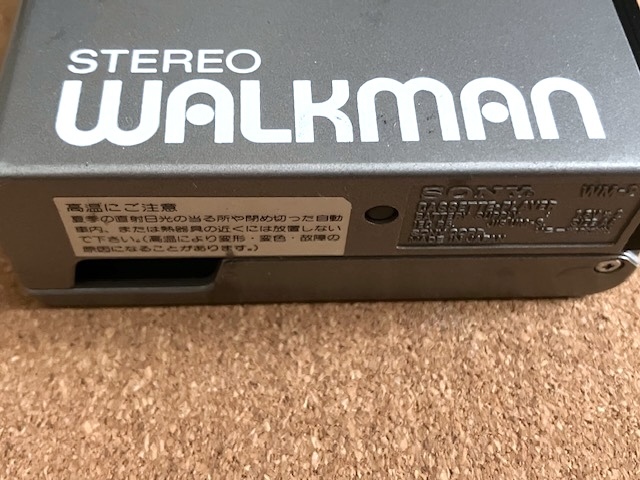 STEREO
WALKMAN
高温にご注意
夏季の直射日光の当る所や閉め切った自動
車内、または熱器具の近くには放置しない
で下さい。(高温により変形・変色・故障の
原因になることがあります。)
SONY
WM-
CASSETTE PLAYER